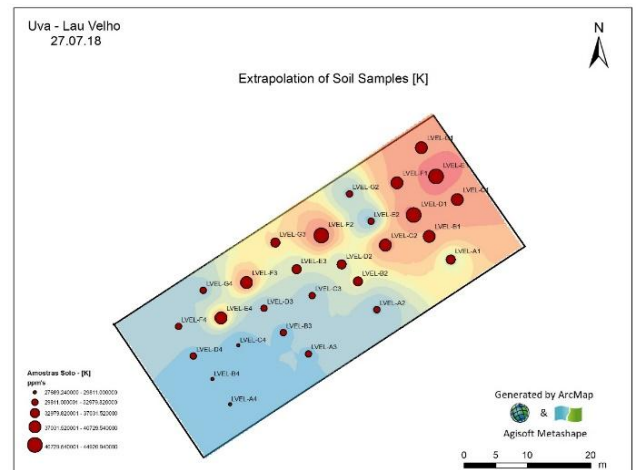 Uva - Lau Velho
27.07.18
N
Extrapolation of Soil Samples [K]
LVEL-G1
LVEL-E1
LVEL-F1
LVEL-C1
LVEL-G2
LVEL-D1
LVEL-E2
LVEL-B1
LVEL-F2
LVEL-C2
LVEL-G3
LVEL-A1
LVEL-D2
LVEL-E3
LVEL-B2
LVEL-F3
LVEL-G4
LVEL-C3
LVEL-D3
LVEL-A2
LVEL-E4
LVEL-F4
LVEL-B3
LVEL-C4
LVEL-D4
LVEL-A3
LVEL-B4
LVEL-A4
Amostras Solo - [K]
ppm's
Generated by ArcMap
&
Agisoft Metashape
0 5 10 20
m